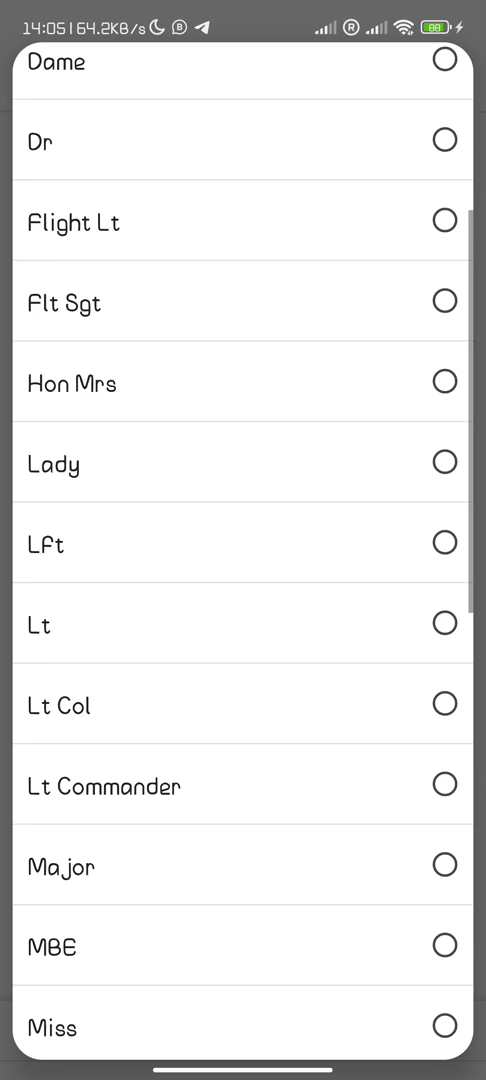 14:05 | 64.2KB/s
88
Dame
Dr
Flight Lt
Flt Sgt
Hon Mrs
Lady
LFt
Lt
Lt Col
Lt Commander
Major
MBE
Miss